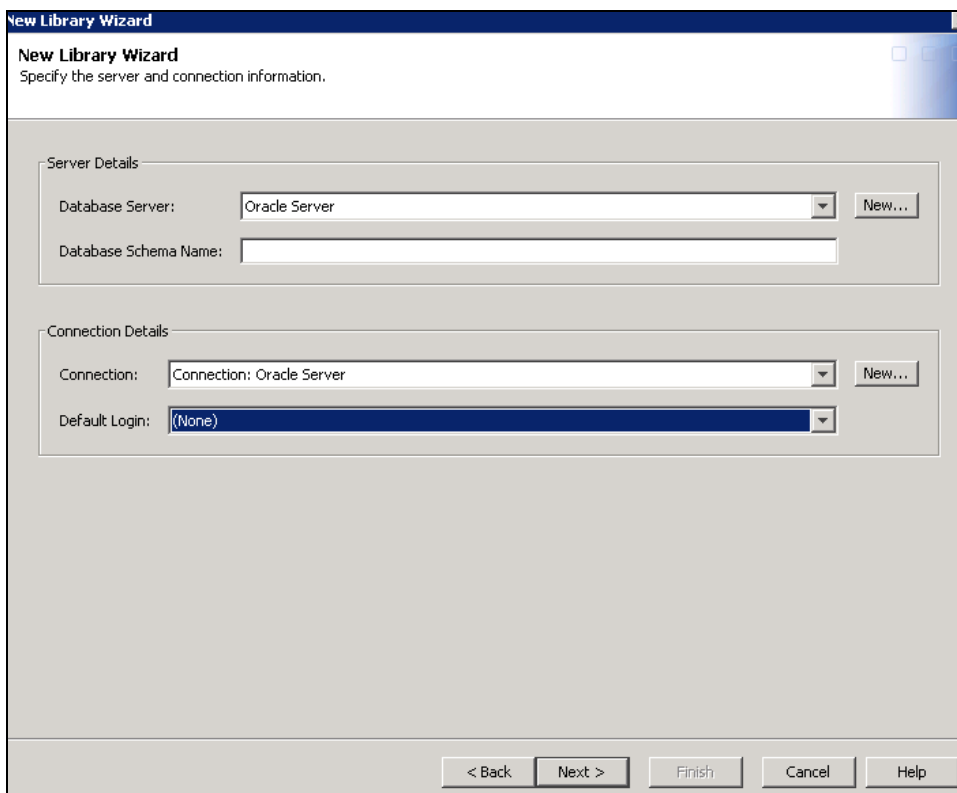 New Library Wizard
New Library Wizard
Specify the server and connection information.
Server Details
Database Server: Oracle Server New...
Database Schema Name:
Connection Details
Connection: Connection: Oracle Server New...
Default Login: (None)
< Back Next > Finish Cancel Help